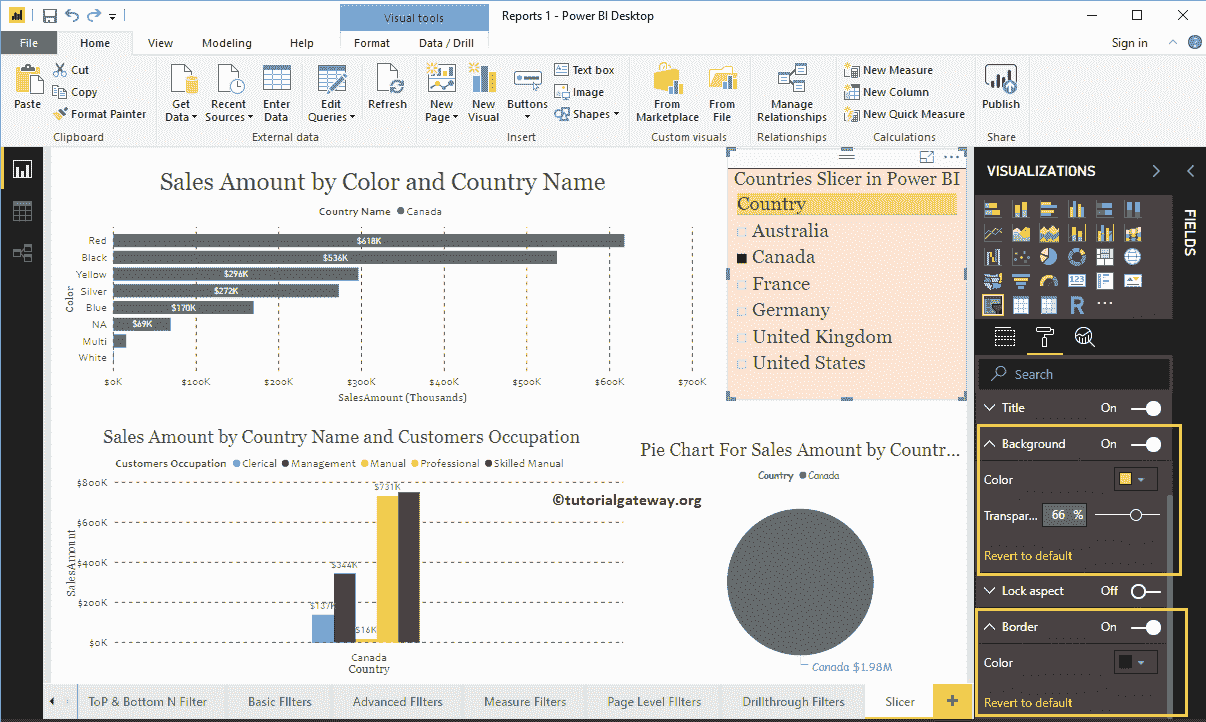 Visual tools
Reports 1 - Power BI Desktop
File
Home
View
Modeling
Help
Format
Data / Drill
Sign in
Paste
Cut
Copy
Format Painter
Clipboard
Get Data
Recent Sources
Enter Data
Edit Queries
External data
Refresh
New Page
New Visual
Buttons
Text box
Image
Shapes
Insert
From Marketplace
From File
Custom visuals
Manage Relationships
Relationships
New Measure
New Column
New Quick Measure
Calculations
Publish
Share
Sales Amount by Color and Country Name
Country Name Canada
Color
Red $618K
Black $536K
Yellow $296K
Silver $272K
Blue $170K
NA $69K
Multi
White
$0K $100K $200K $300K $400K $500K $600K $700K
SalesAmount (Thousands)
Countries Slicer in Power BI
Country
Australia
Canada
France
Germany
United Kingdom
United States
Sales Amount by Country Name and Customers Occupation
Customers Occupation Clerical Management Manual Professional Skilled Manual
SalesAmount
$800K
$600K
$400K
$200K
$0K
$137K
$344K
$16K
$731K
Canada
Country
©tutorialgateway.org
Pie Chart For Sales Amount by Countr...
Country Canada
Canada $1.98M
VISUALIZATIONS
FIELDS
123
R
Search
Title On
Background On
Color
Transpar... 66 %
Revert to default
Lock aspect Off
Border On
Color
Revert to default
ToP & Bottom N Filter
Basic FIlters
Advanced FIlters
Measure Filters
Page Level FIlters
Drillthrough Filters
Slicer
+